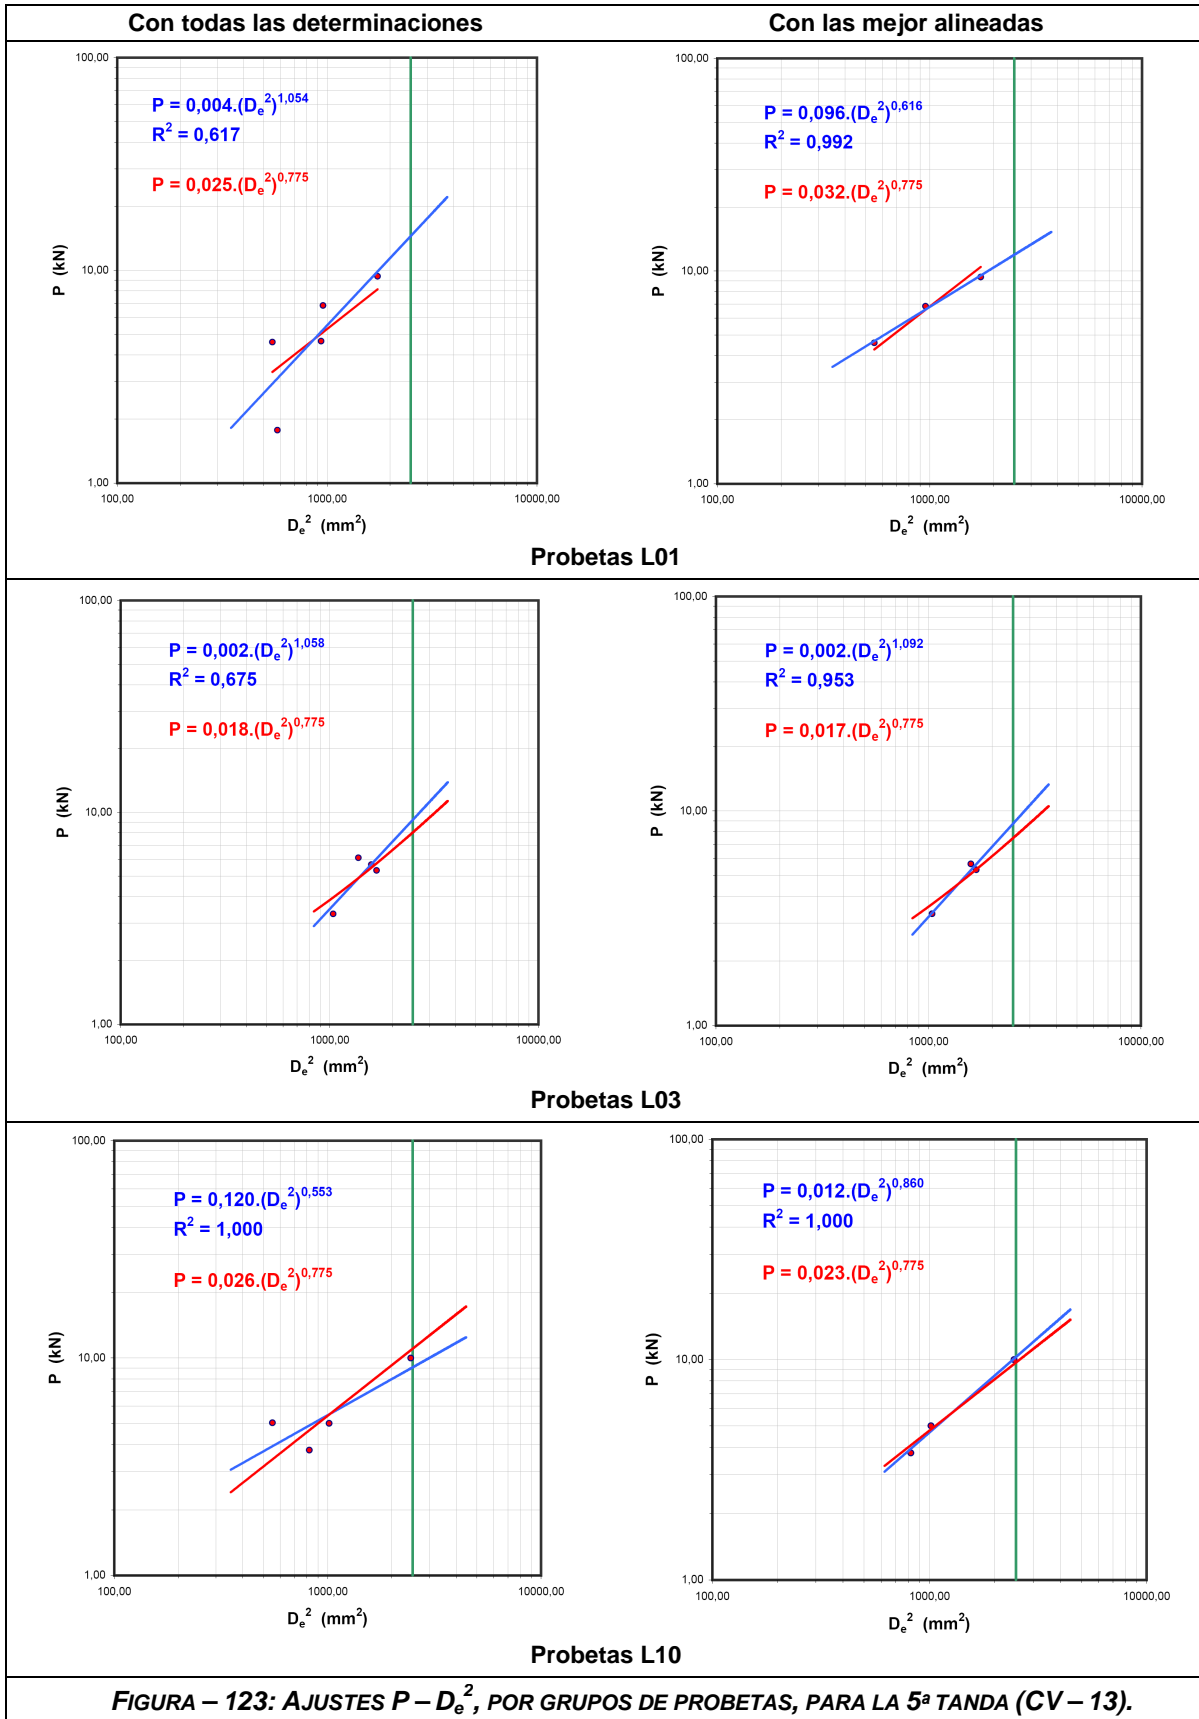 Con todas las determinaciones
Con las mejor alineadas
100,00
P = 0,004.(De²)^1,054
R² = 0,617
P = 0,025.(De²)^0,775
P (kN)
10,00
1,00
100,00 1000,00 10000,00
De² (mm²)
100,00
P = 0,096.(De²)^0,616
R² = 0,992
P = 0,032.(De²)^0,775
P (kN)
10,00
1,00
100,00 1000,00 10000,00
De² (mm²)
Probetas L01
100,00
P = 0,002.(De²)^1,058
R² = 0,675
P = 0,018.(De²)^0,775
P (kN)
10,00
1,00
100,00 1000,00 10000,00
De² (mm²)
100,00
P = 0,002.(De²)^1,092
R² = 0,953
P = 0,017.(De²)^0,775
P (kN)
10,00
1,00
100,00 1000,00 10000,00
De² (mm²)
Probetas L03
100,00
P = 0,120.(De²)^0,553
R² = 1,000
P = 0,026.(De²)^0,775
P (kN)
10,00
1,00
100,00 1000,00 10000,00
De² (mm²)
100,00
P = 0,012.(De²)^0,860
R² = 1,000
P = 0,023.(De²)^0,775
P (kN)
10,00
1,00
100,00 1000,00 10000,00
De² (mm²)
Probetas L10
FIGURA – 123: AJUSTES P – De², POR GRUPOS DE PROBETAS, PARA LA 5ª TANDA (CV – 13).